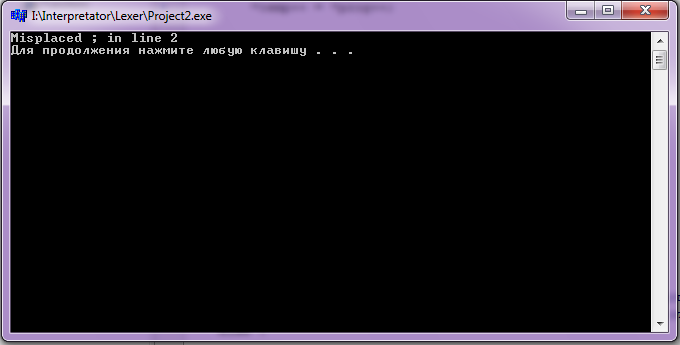 I:\Interpretator\Lexer\Project2.exe
Misplaced ; in line 2
Для продолжения нажмите любую клавишу . . .